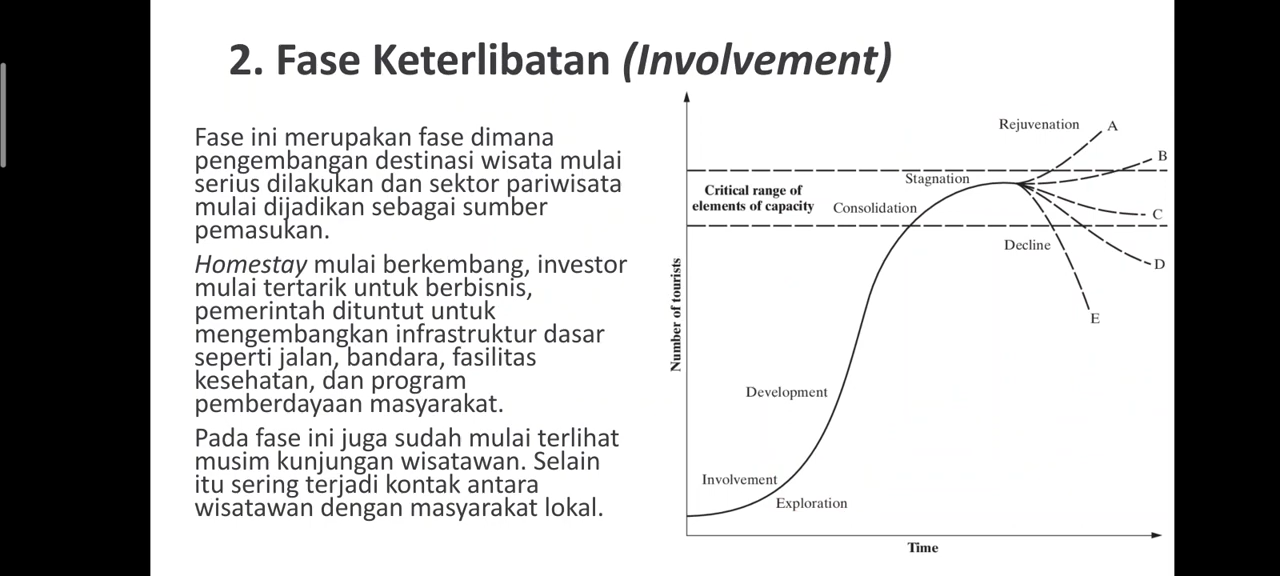 2. Fase Keterlibatan (Involvement)
Fase ini merupakan fase dimana
pengembangan destinasi wisata mulai
serius dilakukan dan sektor pariwisata
mulai dijadikan sebagai sumber
pemasukan.
Homestay mulai berkembang, investor
mulai tertarik untuk berbisnis,
pemerintah dituntut untuk
mengembangkan infrastruktur dasar
seperti jalan, bandara, fasilitas
kesehatan, dan program
pemberdayaan masyarakat.
Pada fase ini juga sudah mulai terlihat
musim kunjungan wisatawan. Selain
itu sering terjadi kontak antara
wisatawan dengan masyarakat lokal.
Rejuvenation
A
B
Stagnation
Critical range of
elements of capacity
Consolidation
C
Decline
D
E
Number of tourists
Development
Involvement
Exploration
Time